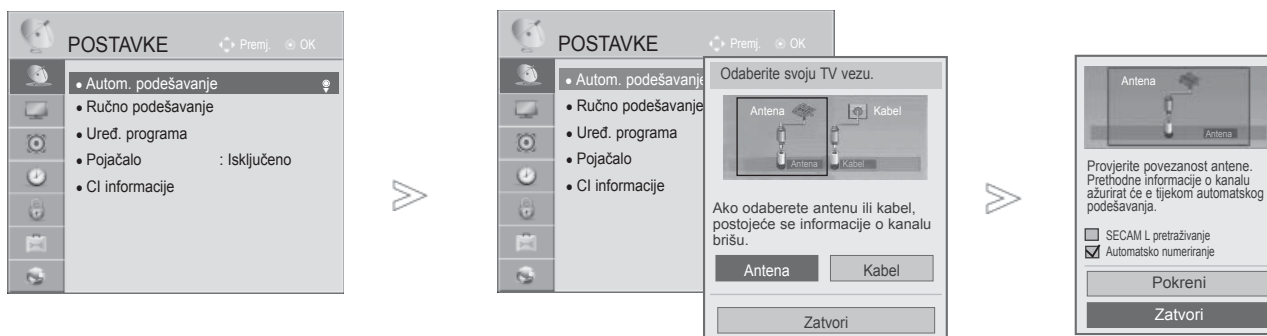 POSTAVKE
Premj. OK
• Autom. podešavanje
• Ručno podešavanje
• Uređ. programa
• Pojačalo : Isključeno
• CI informacije
POSTAVKE
Premj. OK
• Autom. podešavanje
• Ručno podešavanje
• Uređ. programa
• Pojačalo
• CI informacije
Odaberite svoju TV vezu.
Antena Kabel
Antena Kabel
Ako odaberete antenu ili kabel,
postojeće se informacije o kanalu
brišu.
Antena Kabel
Zatvori
Antena
Antena
Provjerite povezanost antene.
Prethodne informacije o kanalu
ažurirat će e tijekom automatskog
podešavanja.
SECAM L pretraživanje
Automatsko numeriranje
Pokreni
Zatvori